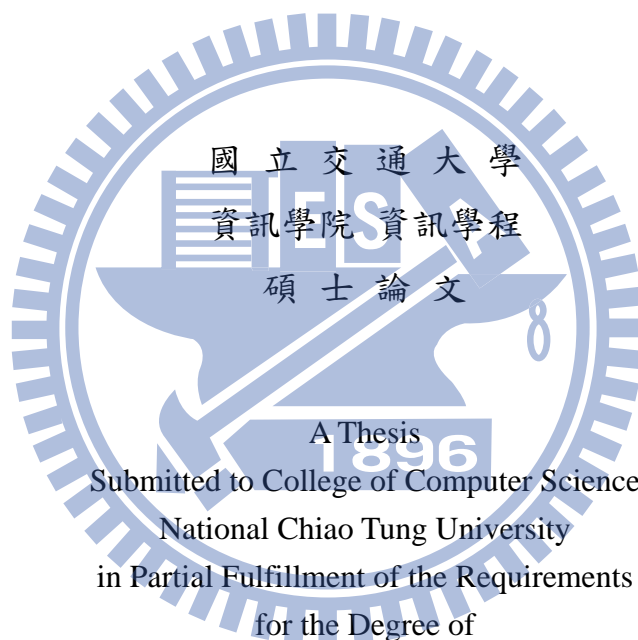 國立交通大學
資訊學院 資訊學程
碩士論文
A Thesis
Submitted to College of Computer Science
National Chiao Tung University
in Partial Fulfillment of the Requirements
for the Degree of
ESA
1896